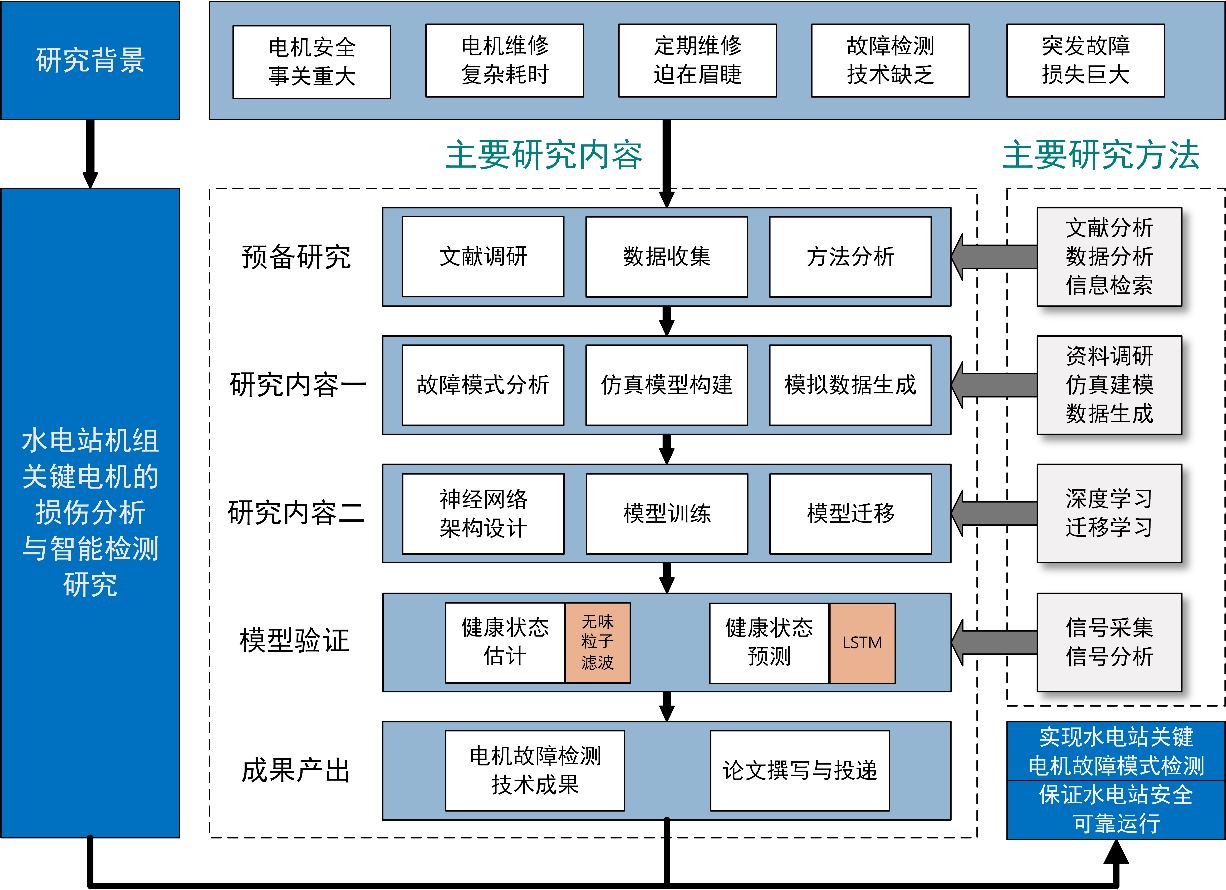 研究背景
电机安全
事关重大
电机维修
复杂耗时
定期维修
迫在眉睫
故障检测
技术缺乏
突发故障
损失巨大
主要研究内容
主要研究方法
水电站机组
关键电机的
损伤分析
与智能检测
研究
预备研究
文献调研
数据收集
方法分析
文献分析
数据分析
信息检索
研究内容一
故障模式分析
仿真模型构建
模拟数据生成
资料调研
仿真建模
数据生成
研究内容二
神经网络
架构设计
模型训练
模型迁移
深度学习
迁移学习
模型验证
健康状态
估计
无味
粒子
滤波
健康状态
预测
LSTM
信号采集
信号分析
成果产出
电机故障检测
技术成果
论文撰写与投递
实现水电站关键
电机故障模式检测
保证水电站安全
可靠运行